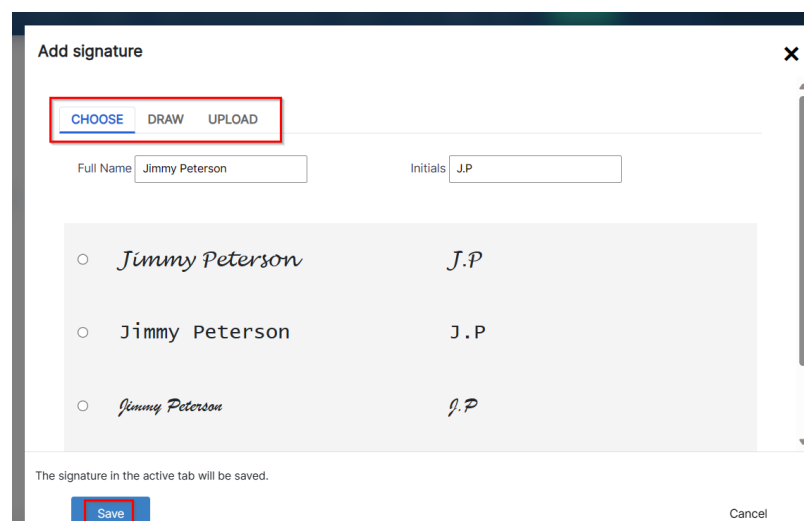 Add signature
CHOOSE DRAW UPLOAD
Full Name Jimmy Peterson Initials J.P
Jimmy Peterson J.P
Jimmy Peterson J.P
Jimmy Peterson J.P
The signature in the active tab will be saved.
Save Cancel